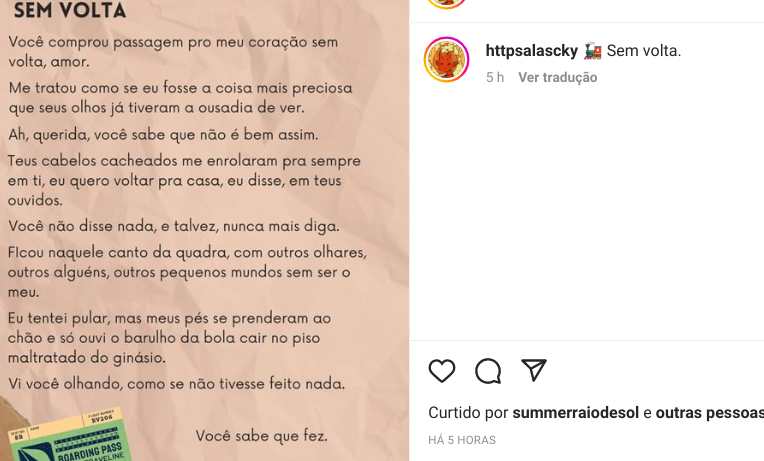 SEM VOLTA
Você comprou passagem pro meu coração sem
volta, amor.
Me tratou como se eu fosse a coisa mais preciosa
que seus olhos já tiveram a ousadia de ver.
Ah, querida, você sabe que não é bem assim.
Teus cabelos cacheados me enrolaram pra sempre
em ti, eu quero voltar pra casa, eu disse, em teus
ouvidos.
Você não disse nada, e talvez, nunca mais diga.
FIcou naquele canto da quadra, com outros olhares,
outros alguéns, outros pequenos mundos sem ser o
meu.
Eu tentei pular, mas meus pés se prenderam ao
chão e só ouvi o barulho da bola cair no piso
maltratado do ginásio.
Vi você olhando, como se não tivesse feito nada.
Você sabe que fez.
8B
NAME
FLIGHT NUMBER
BV206
BOARDING PASS
TRAVELINE
httpsalascky 🚂 Sem volta.
5 h Ver tradução
Curtido por summerraiodesol e outras pessoas
HÁ 5 HORAS